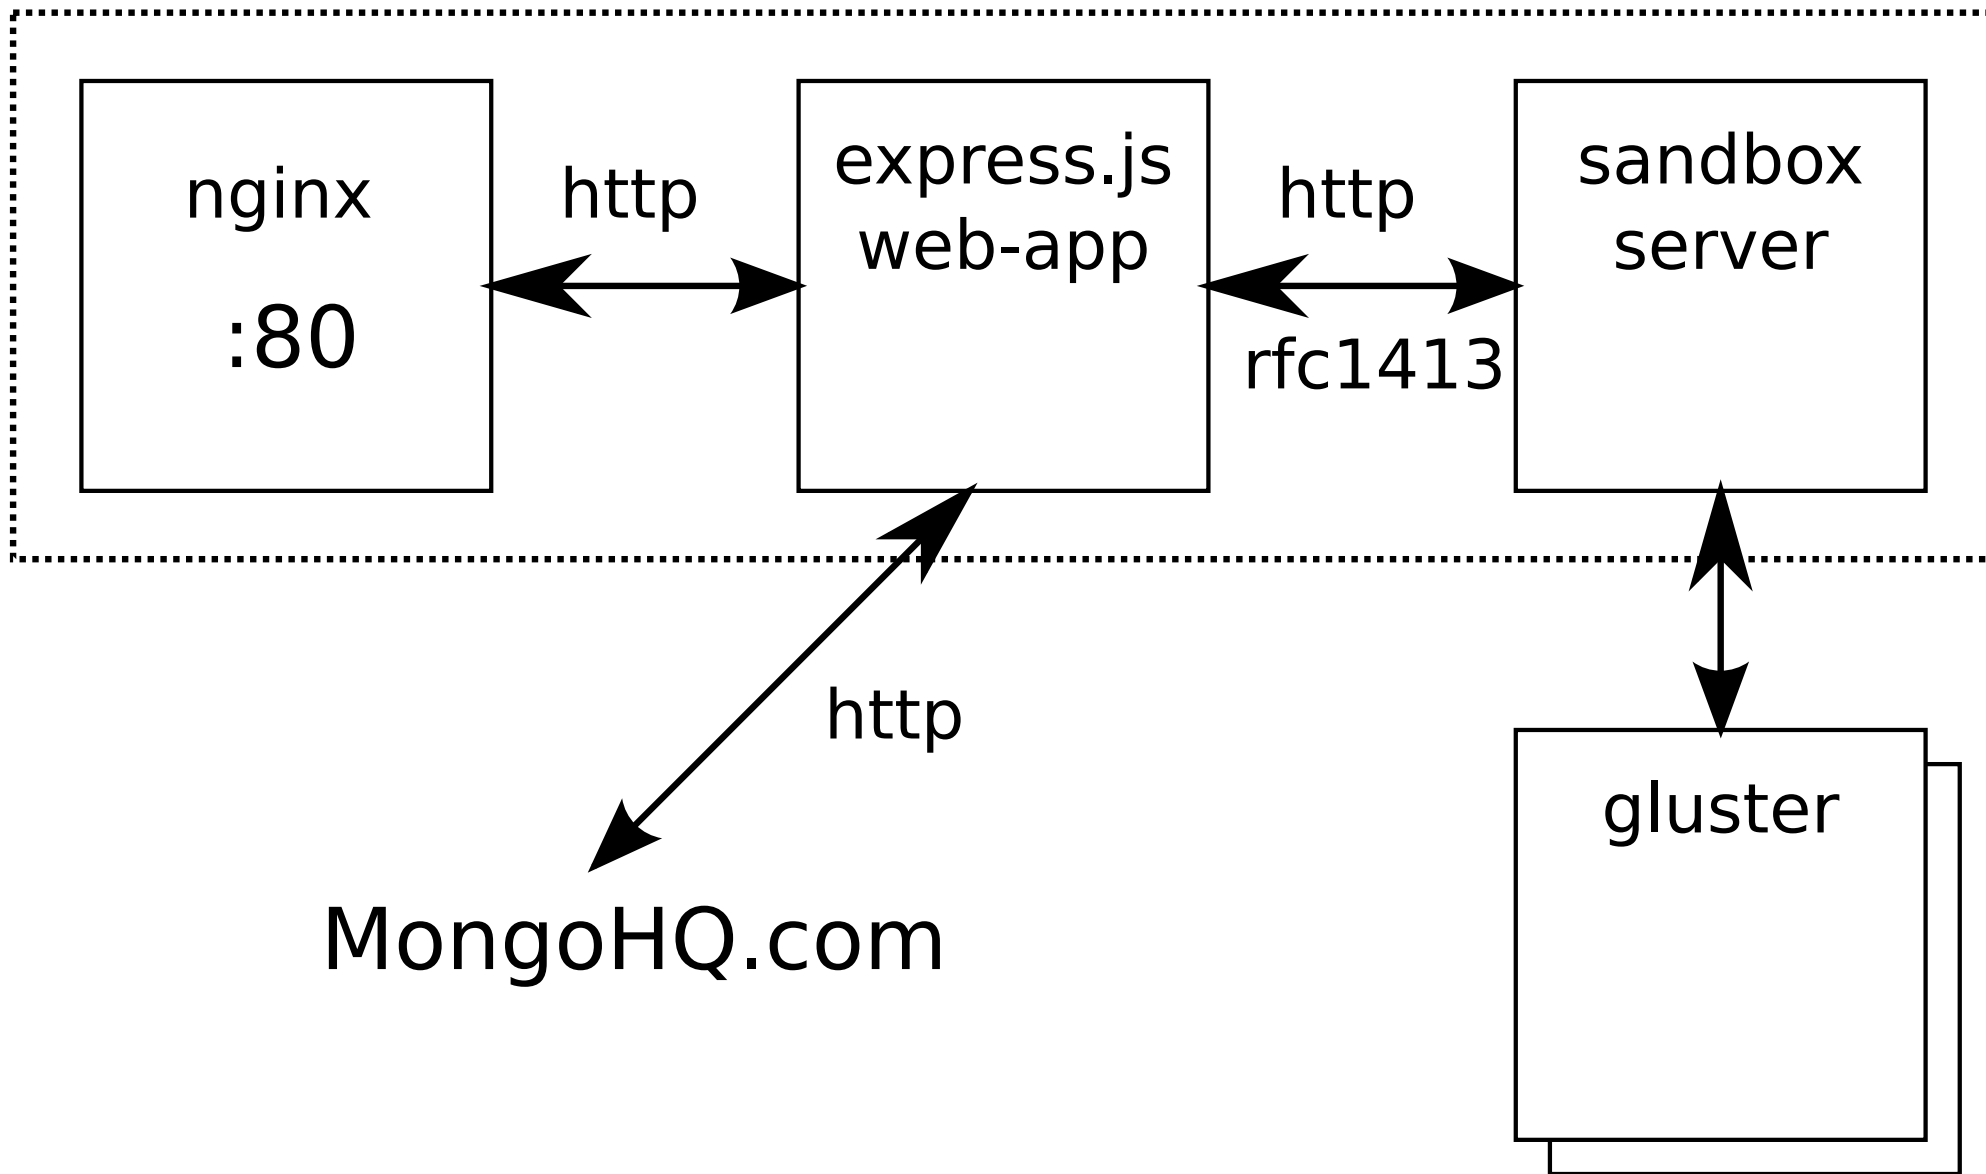 nginx
:80
http
express.js
web-app
http
rfc1413
sandbox
server
http
MongoHQ.com
gluster